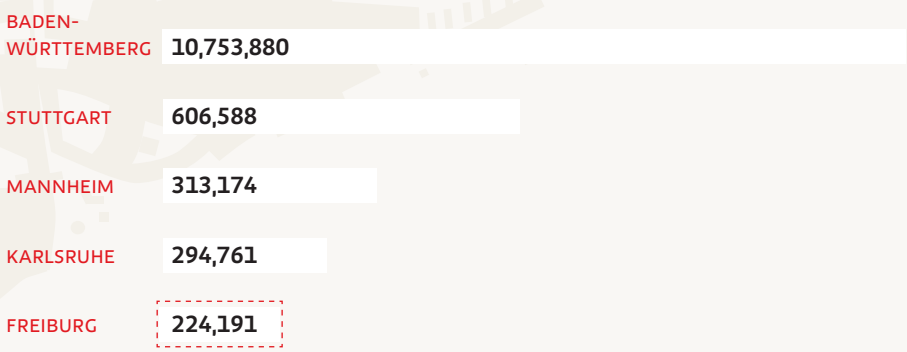 BADEN-
WÜRTTEMBERG 10,753,880
STUTTGART 606,588
MANNHEIM 313,174
KARLSRUHE 294,761
FREIBURG 224,191